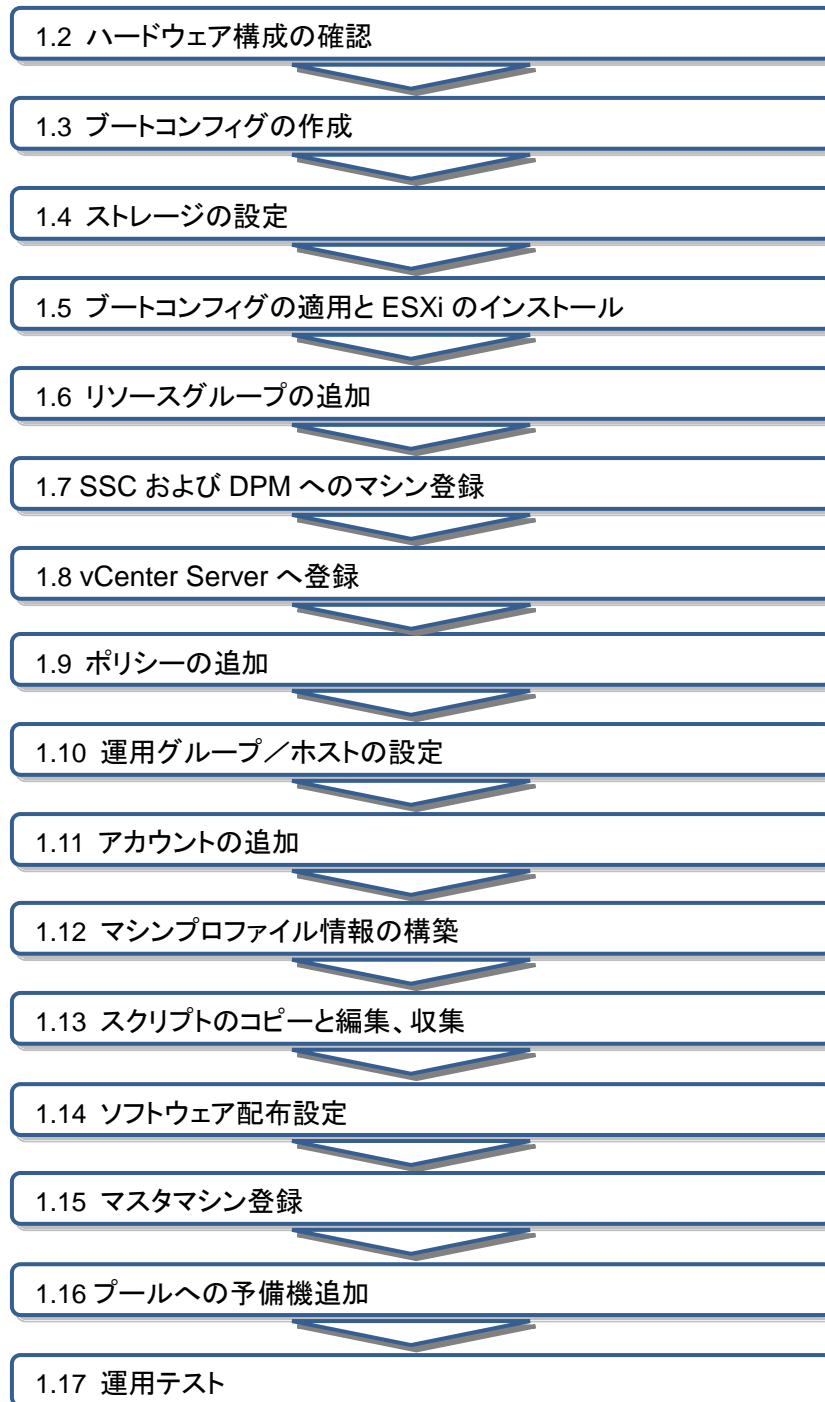 1.2 ハードウェア構成の確認
1.3 ブートコンフィグの作成
1.4 ストレージの設定
1.5 ブートコンフィグの適用と ESXi のインストール
1.6 リソースグループの追加
1.7 SSC および DPM へのマシン登録
1.8 vCenter Server へ登録
1.9 ポリシーの追加
1.10 運用グループ／ホストの設定
1.11 アカウントの追加
1.12 マシンプロファイル情報の構築
1.13 スクリプトのコピーと編集、収集
1.14 ソフトウェア配布設定
1.15 マスタマシン登録
1.16 プールへの予備機追加
1.17 運用テスト